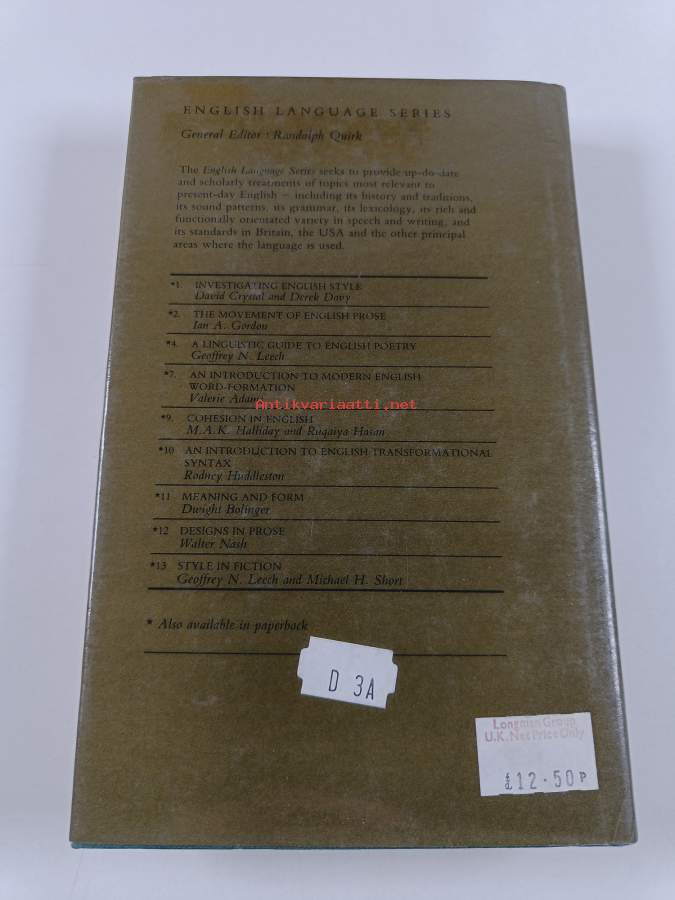 ENGLISH LANGUAGE SERIES
General Editor · Randolph Quirk
The English Language Series seeks to provide up-do-date
and scholarly treatments of topics most relevant to
present-day English — including its history and traditions,
its sound patterns, its grammar, its lexicology, its rich and
functionally orientated variety in speech and writing, and
its standards in Britain, the USA and the other principal
areas where the language is used.
*1. INVESTIGATING ENGLISH STYLE
David Crystal and Derek Davy
*2. THE MOVEMENT OF ENGLISH PROSE
Ian A. Gordon
*4. A LINGUISTIC GUIDE TO ENGLISH POETRY
Geoffrey N. Leech
*7. AN INTRODUCTION TO MODERN ENGLISH
WORD-FORMATION
Valerie Adams
Antikvariaatti.net
*9. COHESION IN ENGLISH
M.A.K. Halliday and Ruqaiya Hasan
*10 AN INTRODUCTION TO ENGLISH TRANSFORMATIONAL
SYNTAX
Rodney Huddleston
*11 MEANING AND FORM
Dwight Bolinger
*12 DESIGNS IN PROSE
Walter Nash
*13 STYLE IN FICTION
Geoffrey N. Leech and Michael H. Short
* Also available in paperback
D 3A
Longman Group
U.K. Net Price Only
£12·50P